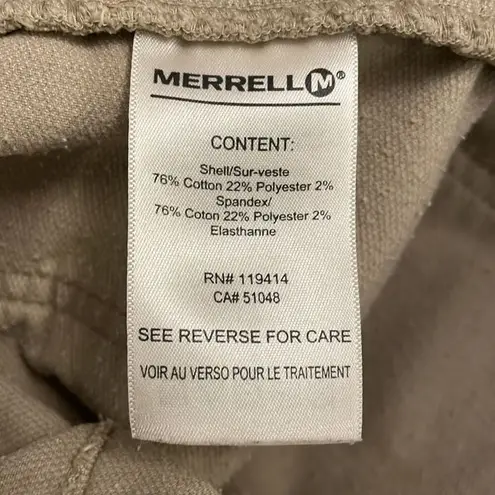 MERRELL M®
CONTENT:
Shell/Sur-veste
76% Cotton 22% Polyester 2%
Spandex/
76% Coton 22% Polyester 2%
Elasthanne
RN# 119414
CA# 51048
SEE REVERSE FOR CARE
VOIR AU VERSO POUR LE TRAITEMENT